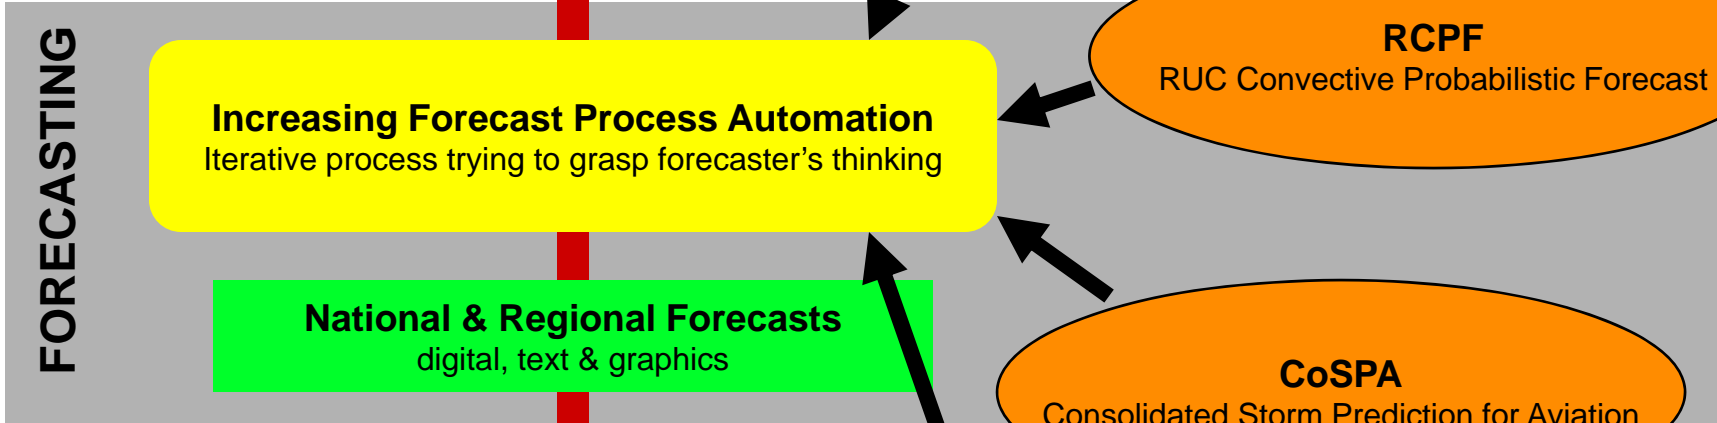 FORECASTING
RCPF
RUC Convective Probabilistic Forecast
Increasing Forecast Process Automation
Iterative process trying to grasp forecaster’s thinking
National & Regional Forecasts
digital, text & graphics
CoSPA
Consolidated Storm Prediction for Aviation